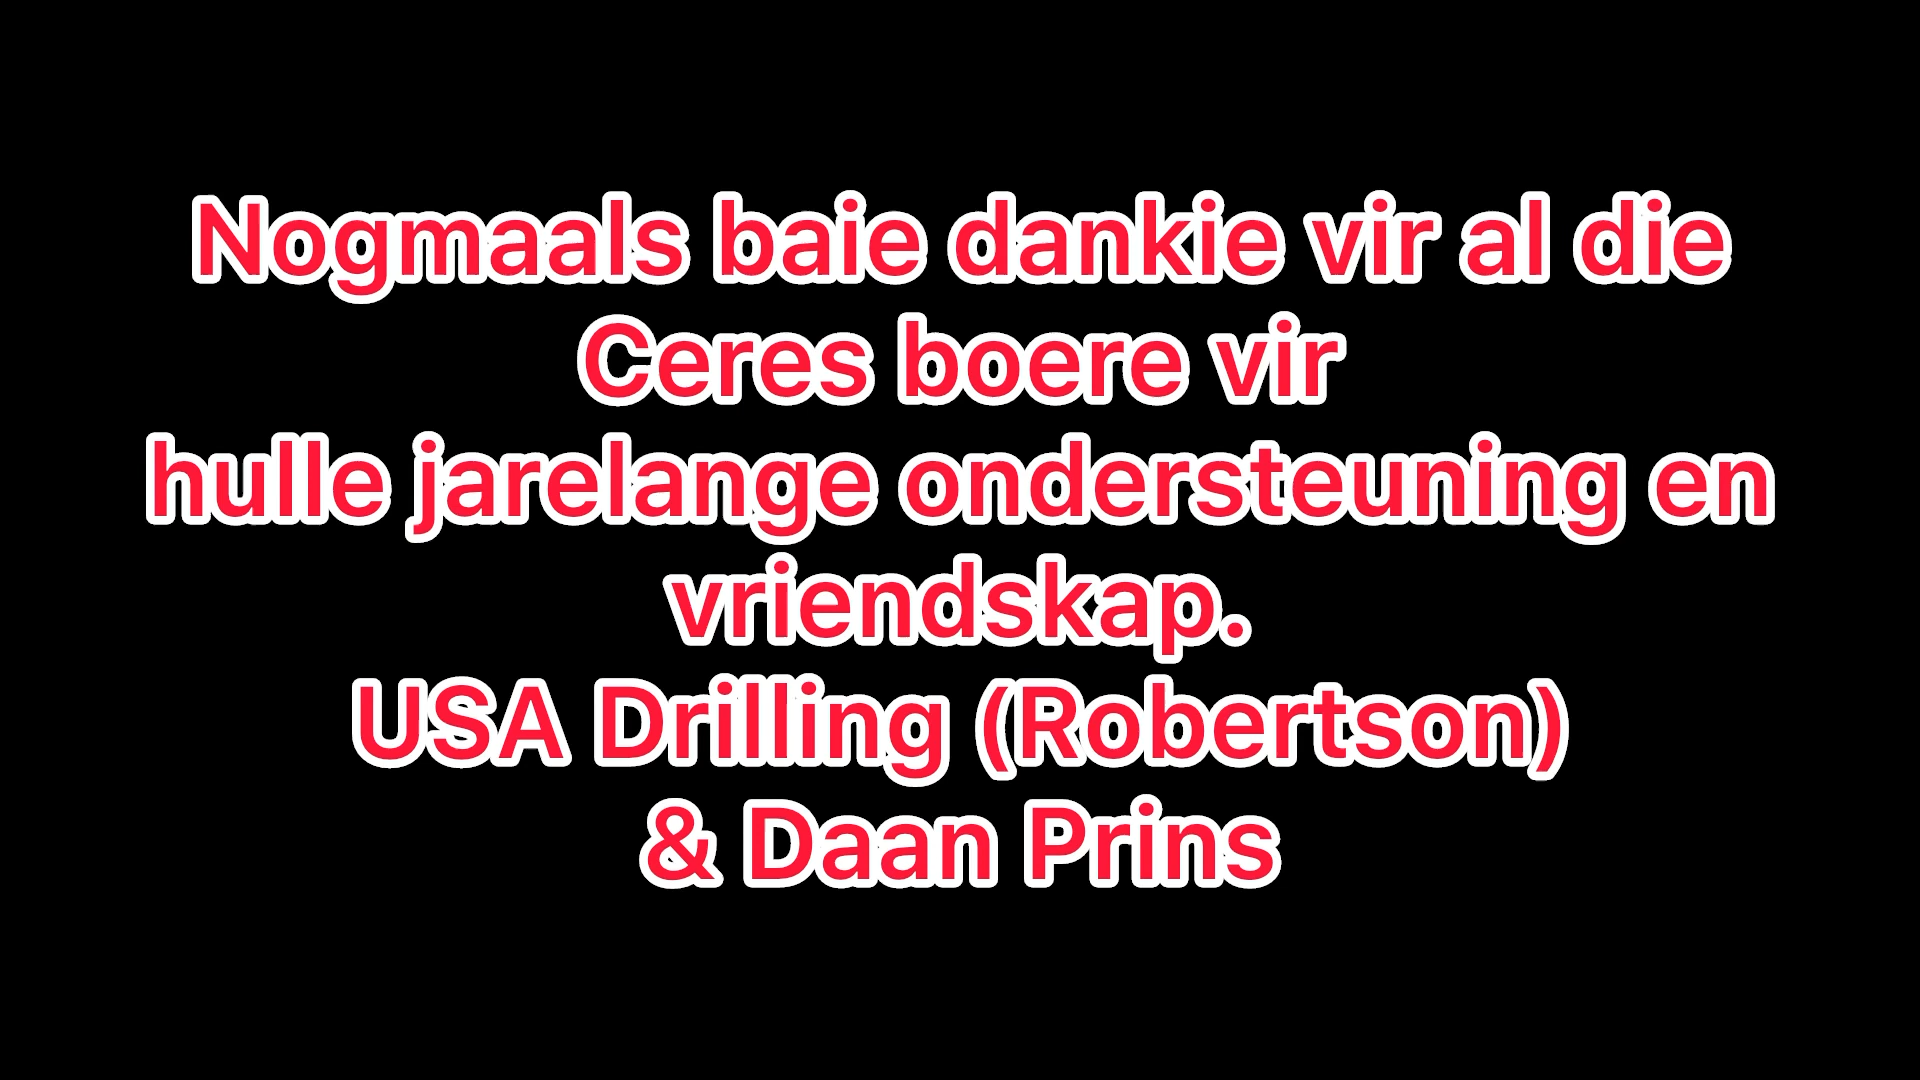 Nogmaals baie dankie vir al die
Ceres boere vir
hulle jarelange ondersteuning en
vriendskap.
USA Drilling (Robertson)
& Daan Prins